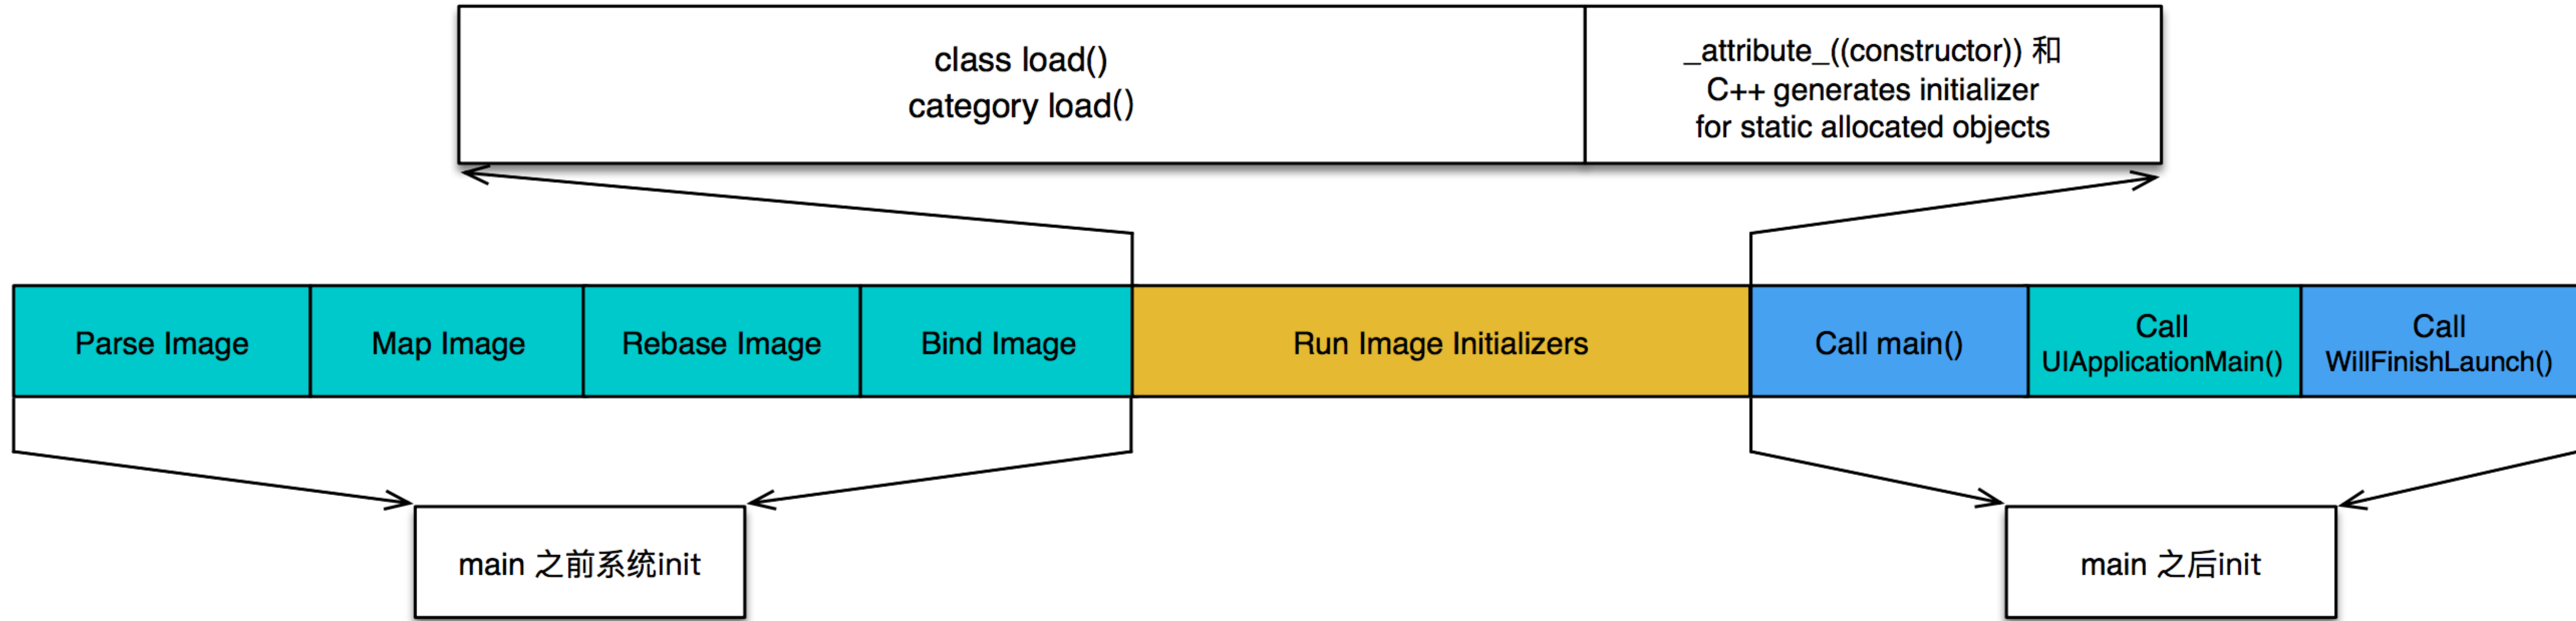 class load()
category load()
_attribute_((constructor)) 和
C++ generates initializer
for static allocated objects
Parse Image
Map Image
Rebase Image
Bind Image
Run Image Initializers
Call main()
Call
UIApplicationMain()
Call
WillFinishLaunch()
main 之前系统init
main 之后init